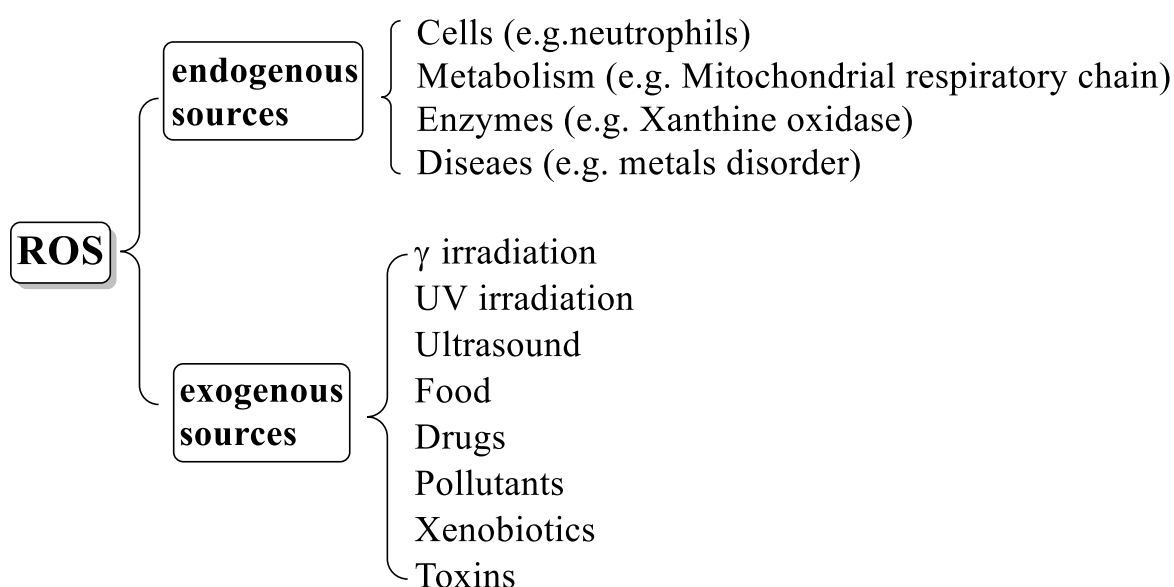 ROS
endogenous
sources
Cells (e.g.neutrophils)
Metabolism (e.g. Mitochondrial respiratory chain)
Enzymes (e.g. Xanthine oxidase)
Diseaes (e.g. metals disorder)
exogenous
sources
γ irradiation
UV irradiation
Ultrasound
Food
Drugs
Pollutants
Xenobiotics
Toxins